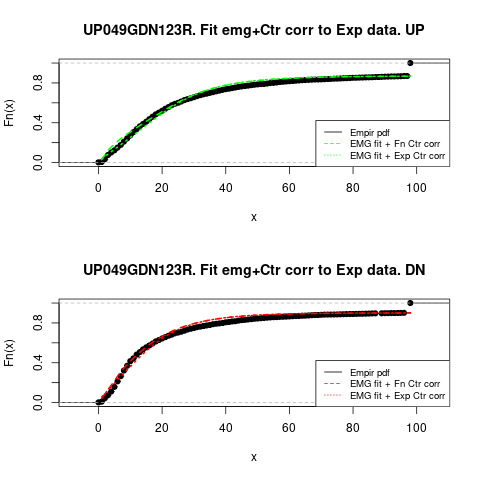 UP049GDN123R. Fit emg+Ctr corr to Exp data. UP
Fn(x)
0.8
0.4
0.0
Empir pdf
EMG fit + Fn Ctr corr
EMG fit + Exp Ctr corr
0 20 40 60 80 100
x
UP049GDN123R. Fit emg+Ctr corr to Exp data. DN
Fn(x)
0.8
0.4
0.0
Empir pdf
EMG fit + Fn Ctr corr
EMG fit + Exp Ctr corr
0 20 40 60 80 100
x